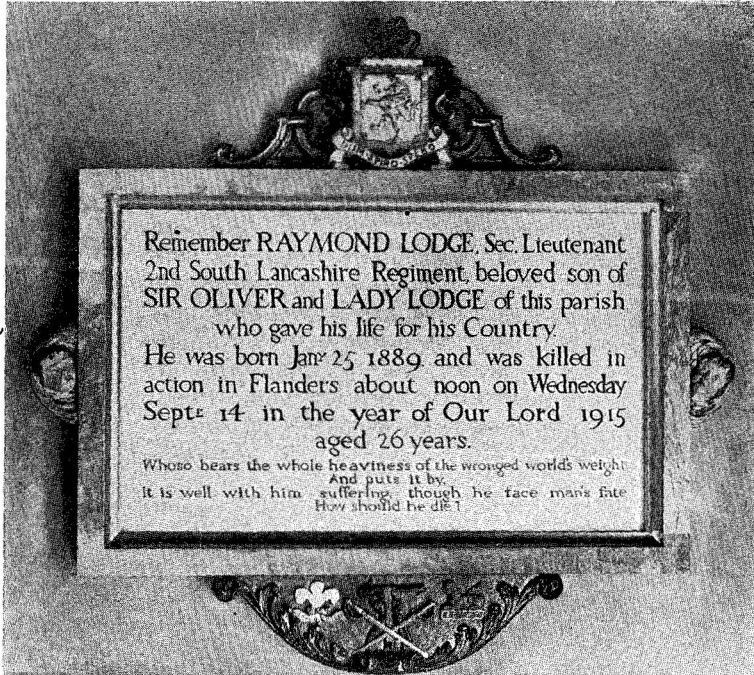 Remember RAYMOND LODGE, Sec. Lieutenant
2nd South Lancashire Regiment, beloved son of
SIR OLIVER and LADY LODGE of this parish
who gave his life for his Country.
He was born Janʸ 25 1889, and was killed in
action in Flanders about noon on Wednesday
Septʳ 14 in the year of Our Lord 1915
aged 26 years.
Whoso bears the whole heaviness of the wronged world's weight
And puts it by,
It is well with him suffering, though he face man's fate
How should he die?